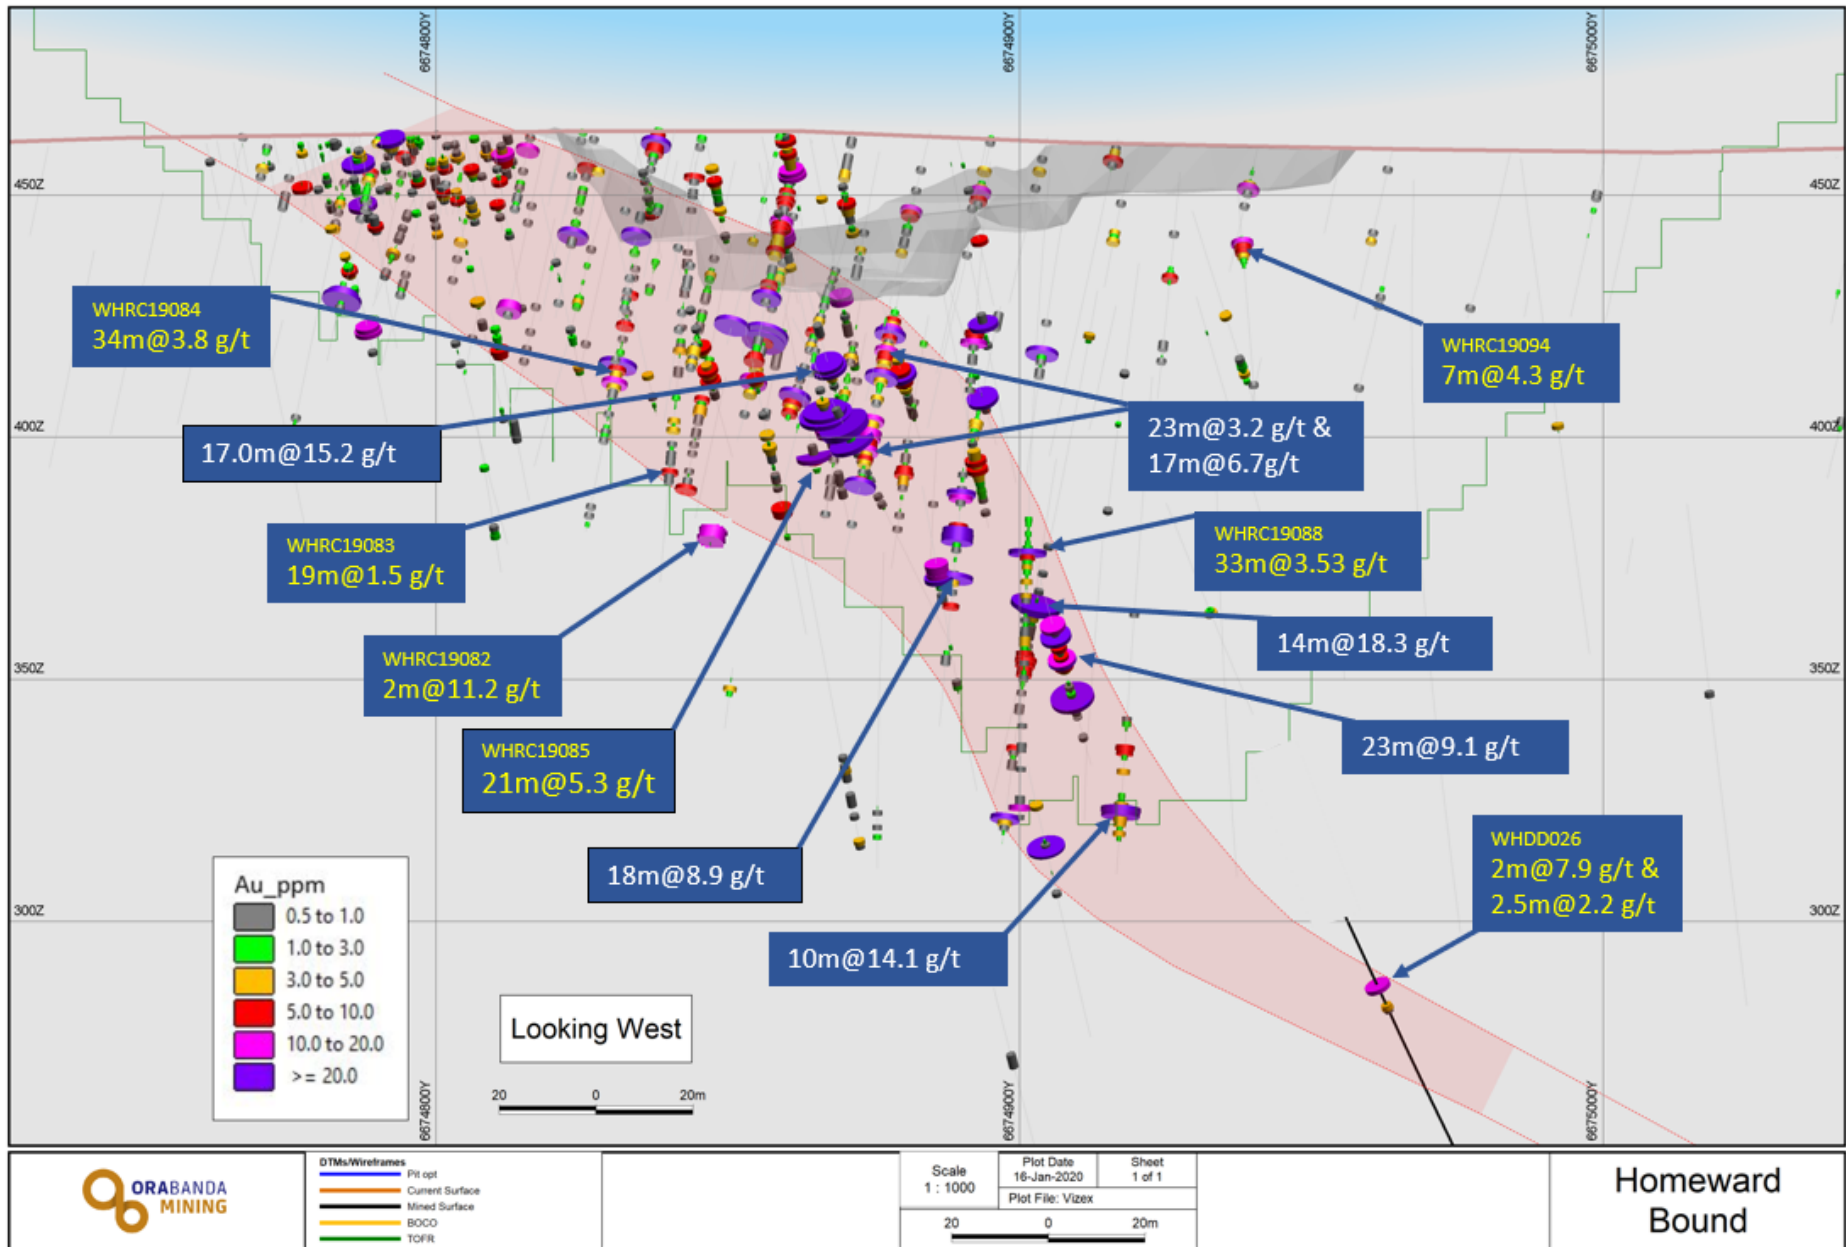 6674800Y
6674900Y
6675000Y
450Z
450Z
WHRC19084
34m@3.8 g/t
WHRC19094
7m@4.3 g/t
400Z
400Z
17.0m@15.2 g/t
23m@3.2 g/t &
17m@6.7g/t
WHRC19083
19m@1.5 g/t
WHRC19088
33m@3.53 g/t
WHRC19082
2m@11.2 g/t
14m@18.3 g/t
350Z
350Z
WHRC19085
21m@5.3 g/t
23m@9.1 g/t
18m@8.9 g/t
WHDD026
2m@7.9 g/t &
2.5m@2.2 g/t
300Z
300Z
10m@14.1 g/t
Au_ppm
0.5 to 1.0
1.0 to 3.0
3.0 to 5.0
5.0 to 10.0
10.0 to 20.0
>= 20.0
Looking West
20 0 20m
6674800Y
6674900Y
6675000Y
ORABANDA
MINING
DTMs/Wireframes
Pit opt
Current Surface
Mined Surface
BOCO
TOFR
Scale
1 : 1000
Plot Date
16-Jan-2020
Sheet
1 of 1
Plot File: Vizex
20 0 20m
Homeward
Bound